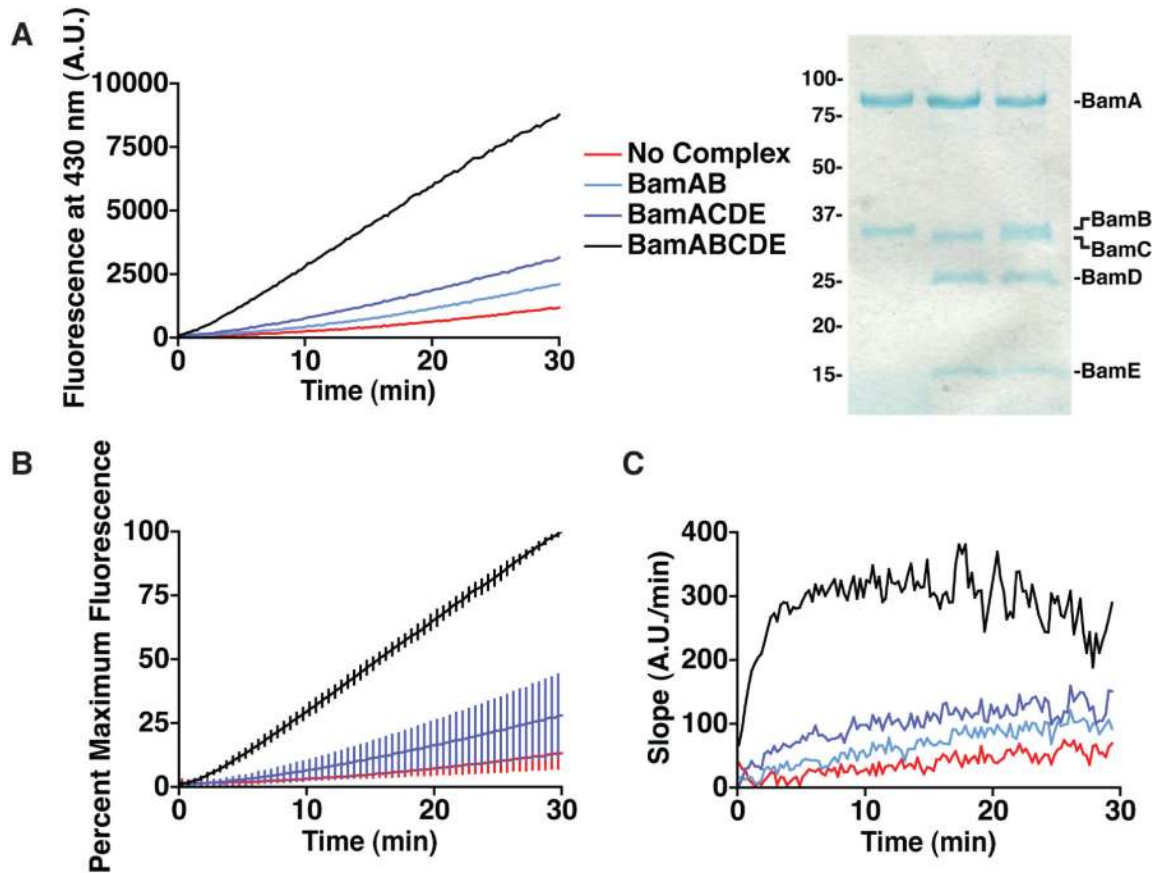 A
Fluorescence at 430 nm (A.U.)
10000
7500
5000
2500
0
0 10 20 30
Time (min)
No Complex
BamAB
BamACDE
BamABCDE
100-
75-
50-
37-
25-
20-
15-
-BamA
BamB
BamC
-BamD
-BamE
B
Percent Maximum Fluorescence
100
75
50
25
0
0 10 20 30
Time (min)
C
Slope (A.U./min)
400
300
200
100
0
0 10 20 30
Time (min)